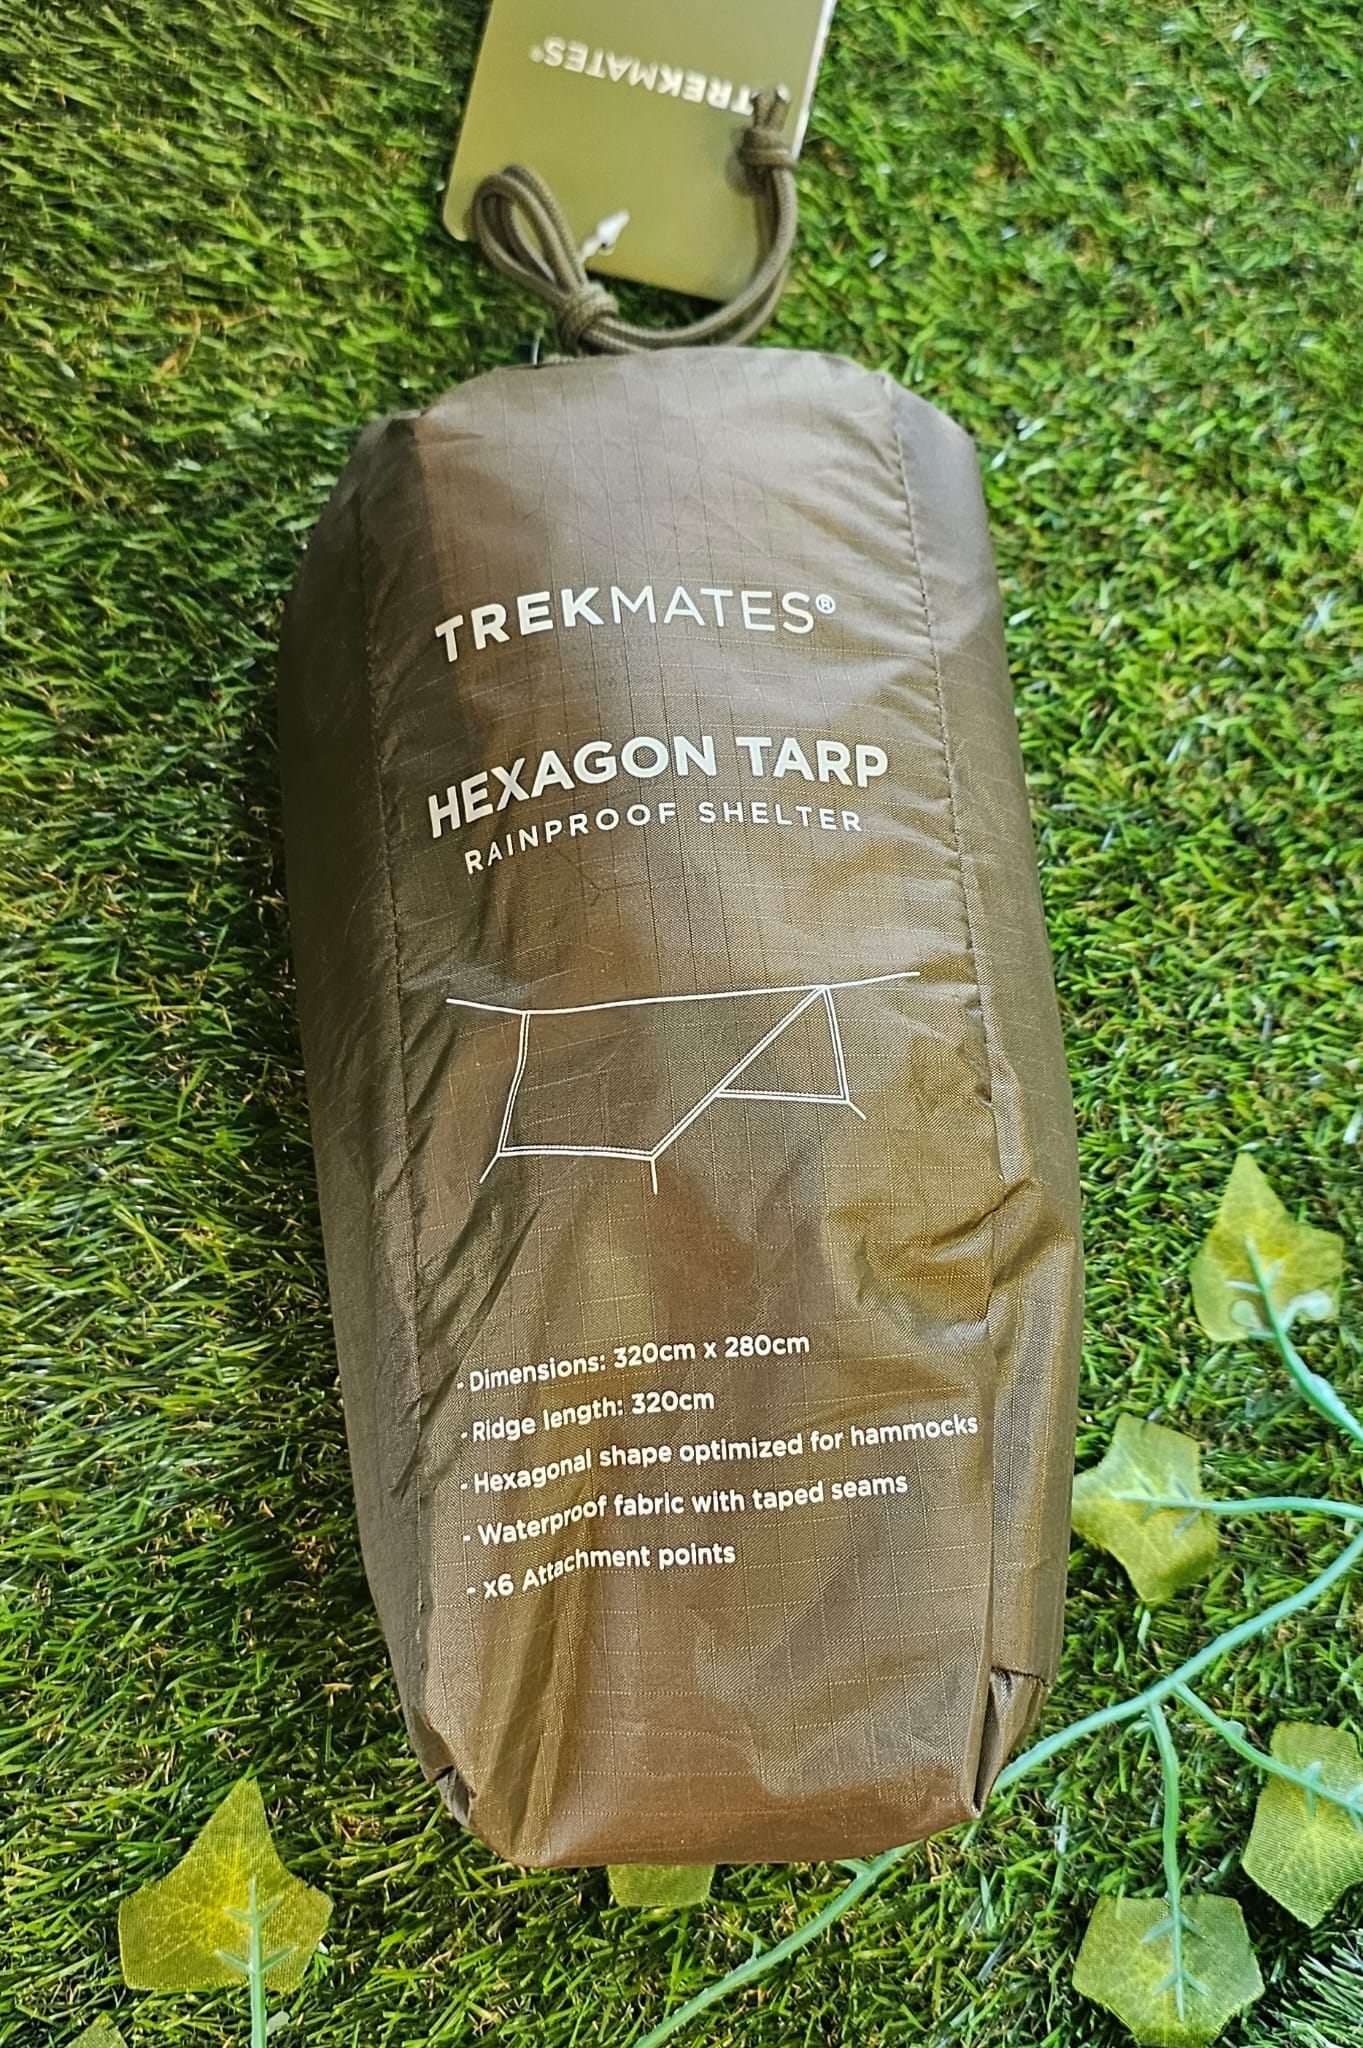 TREKMATES®
TREKMATES®
HEXAGON TARP
RAINPROOF SHELTER
- Dimensions: 320cm x 280cm
- Ridge length: 320cm
- Hexagonal shape optimized for hammocks
- Waterproof fabric with taped seams
- X6 Attachment points